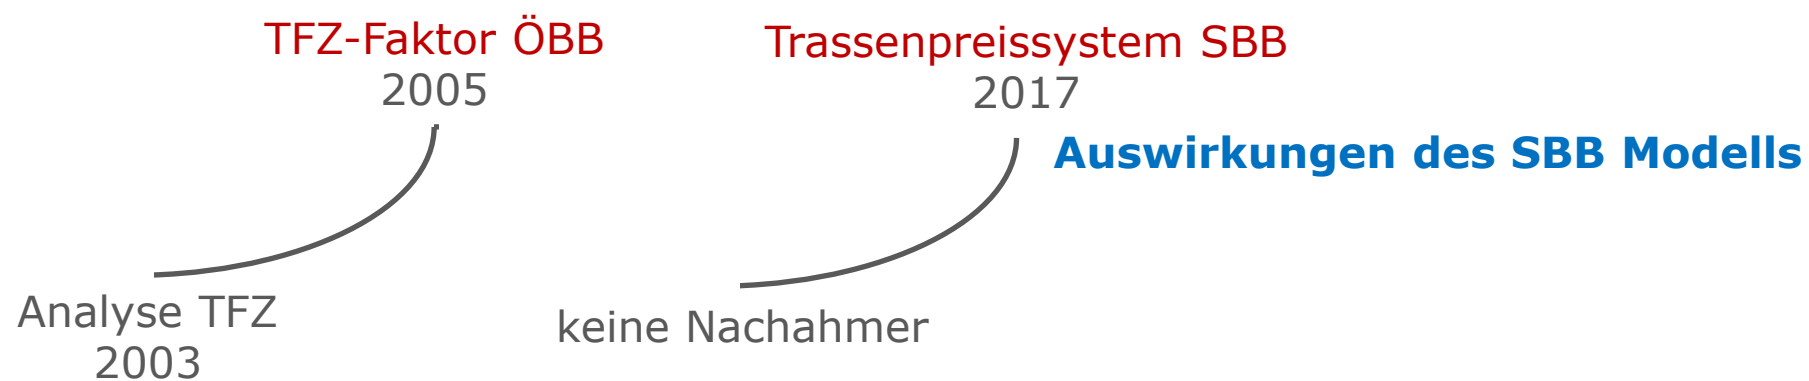 TFZ-Faktor ÖBB
2005
Trassenpreissystem SBB
2017
Auswirkungen des SBB Modells
Analyse TFZ
2003
keine Nachahmer